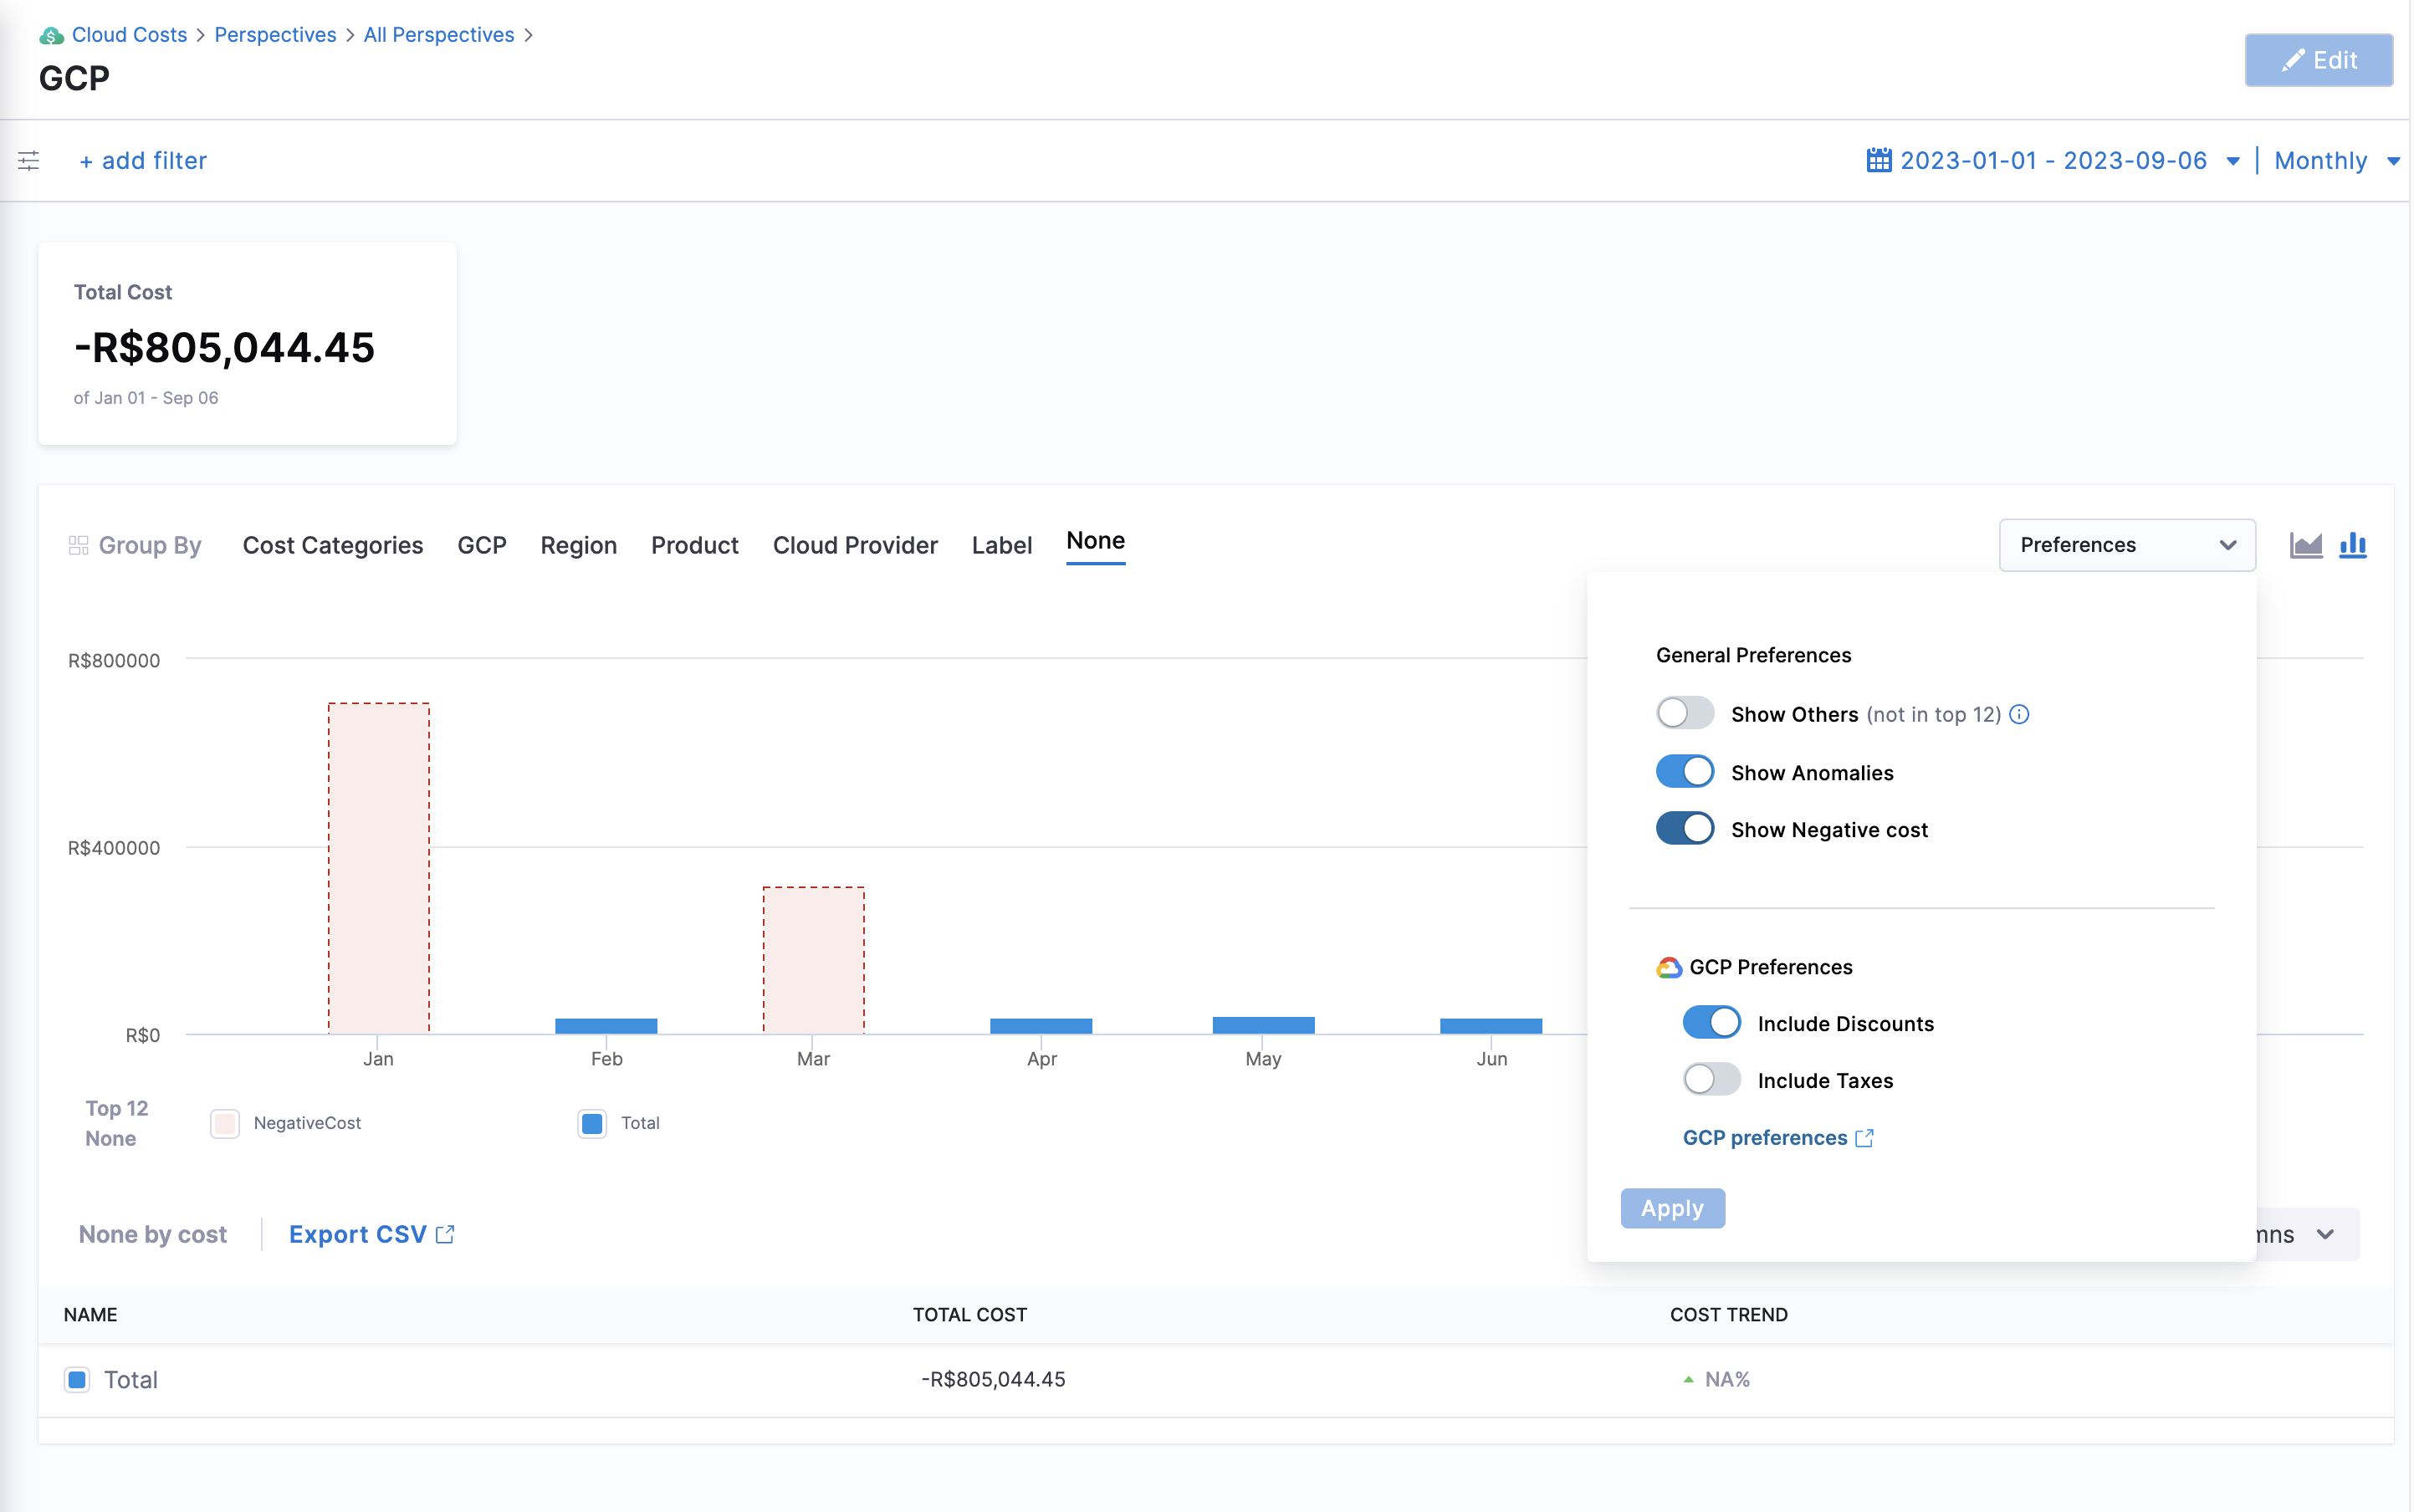 Cloud Costs > Perspectives > All Perspectives >
GCP
Edit
+ add filter
2023-01-01 - 2023-09-06
Monthly
Total Cost
-R$805,044.45
of Jan 01 - Sep 06
Group By
Cost Categories
GCP
Region
Product
Cloud Provider
Label
None
Preferences
General Preferences
Show Others (not in top 12)
Show Anomalies
Show Negative cost
GCP Preferences
Include Discounts
Include Taxes
GCP preferences
Apply
R$800000
R$400000
R$0
Jan
Feb
Mar
Apr
May
Jun
Top 12
None
NegativeCost
Total
None by cost
Export CSV
NAME
TOTAL COST
COST TREND
Total
-R$805,044.45
NA%